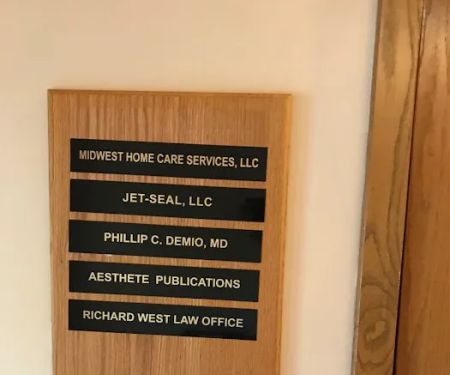 MIDWEST HOME CARE SERVICES, LLC
JET-SEAL, LLC
PHILLIP C. DEMIO, MD
AESTHETE PUBLICATIONS
RICHARD WEST LAW OFFICE